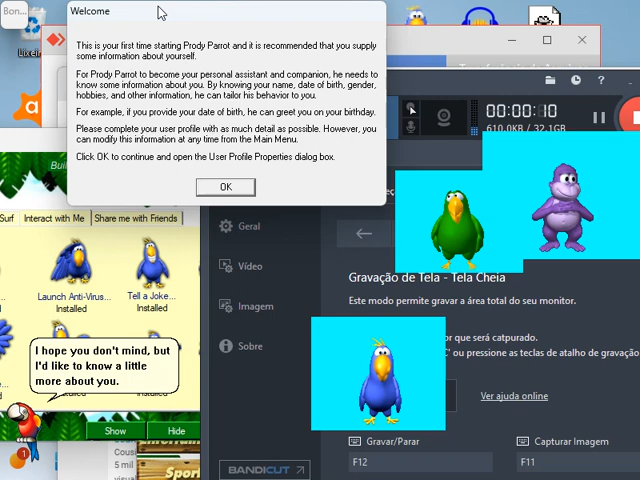 Bon...
Lixeir
Welcome
This is your first time starting Prody Parrot and it is recommended that you supply
some information about yourself.
For Prody Parrot to become your personal assistant and companion, he needs to
know some information about you. By knowing your name, date of birth, gender,
hobbies, and other information, he can tailor his behavior to you.
For example, if you provide your date of birth, he can greet you on your birthday.
Please complete your user profile with as much detail as possible. However, you
can modify this information at any time from the Main Menu.
Click OK to continue and open the User Profile Properties dialog box.
OK
00:00:10
610.0KB / 32.1GB
Bui
Surf
Interact with Me
Share me with Friends
Launch Anti-Virus...
Installed
Tell a Joke...
Installed
I hope you don't mind, but
I'd like to know a little
more about you.
Show
Hide
1
Cousa
5 mil
visual
Geral
Vídeo
Imagem
Sobre
BANDICUT
Gravação de Tela - Tela Cheia
Este modo permite gravar a área total do seu monitor.
or que será catpurado.
C' ou pressione as teclas de atalho de gravação
Ver ajuda online
Gravar/Parar
F12
Capturar Imagem
F11